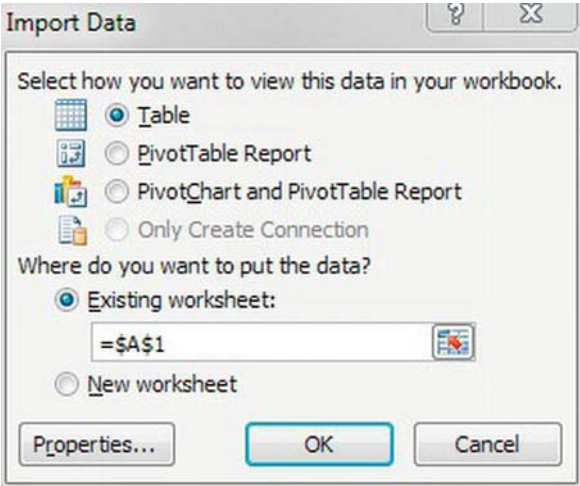 Import Data
Select how you want to view this data in your workbook.
Table
PivotTable Report
PivotChart and PivotTable Report
Only Create Connection
Where do you want to put the data?
Existing worksheet:
=$A$1
New worksheet
Properties... OK Cancel